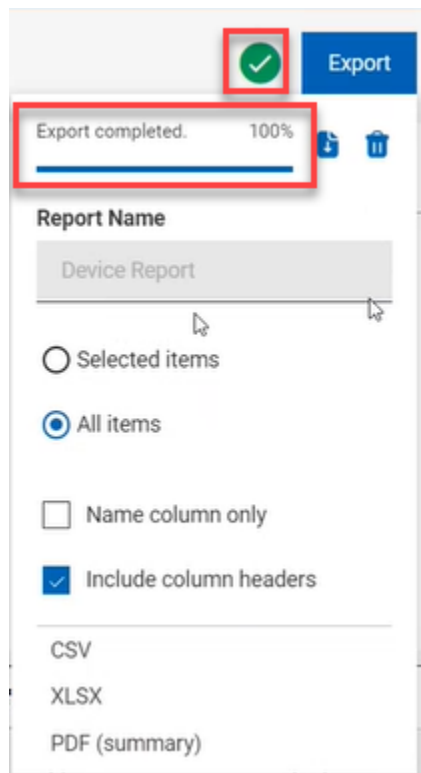 Export
Export completed. 100%
Report Name
Device Report
Selected items
All items
Name column only
Include column headers
CSV
XLSX
PDF (summary)